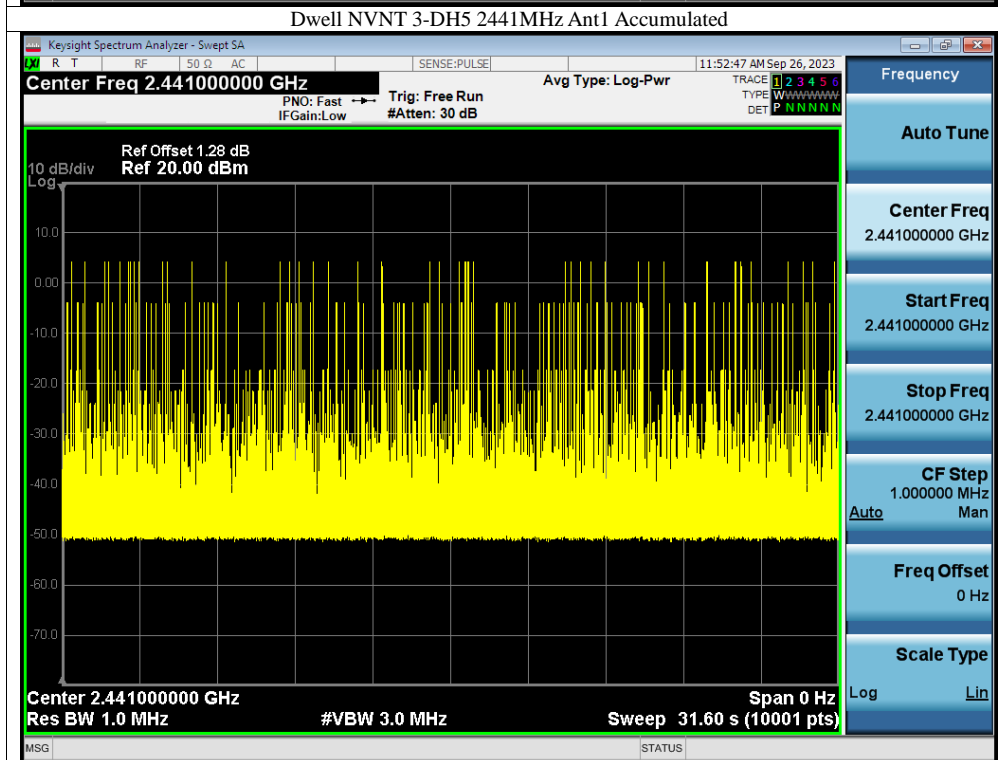 Dwell NVNT 3-DH5 2441MHz Ant1 Accumulated
Keysight Spectrum Analyzer - Swept SA
LXI R T RF 50 Ω AC SENSE:PULSE 11:52:47 AM Sep 26, 2023
Center Freq 2.441000000 GHz
PNO: Fast
IFGain:Low
Trig: Free Run
#Atten: 30 dB
Avg Type: Log-Pwr
TRACE 1 2 3 4 5 6
TYPE WWWWWW
DET P N N N N N
Ref Offset 1.28 dB
10 dB/div Ref 20.00 dBm
Log
10.0
0.00
-10.0
-20.0
-30.0
-40.0
-50.0
-60.0
-70.0
Center 2.441000000 GHz Span 0 Hz
Res BW 1.0 MHz #VBW 3.0 MHz Sweep 31.60 s (10001 pts)
MSG STATUS
Frequency
Auto Tune
Center Freq
2.441000000 GHz
Start Freq
2.441000000 GHz
Stop Freq
2.441000000 GHz
CF Step
1.000000 MHz
Auto Man
Freq Offset
0 Hz
Scale Type
Log Lin